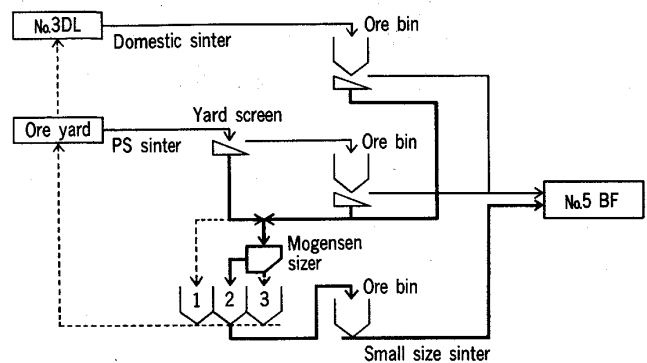 No.3DL
Domestic sinter
Ore bin
Yard screen
Ore yard
PS sinter
Ore bin
No.5 BF
Mogensen
sizer
1 2 3
Ore bin
Small size sinter